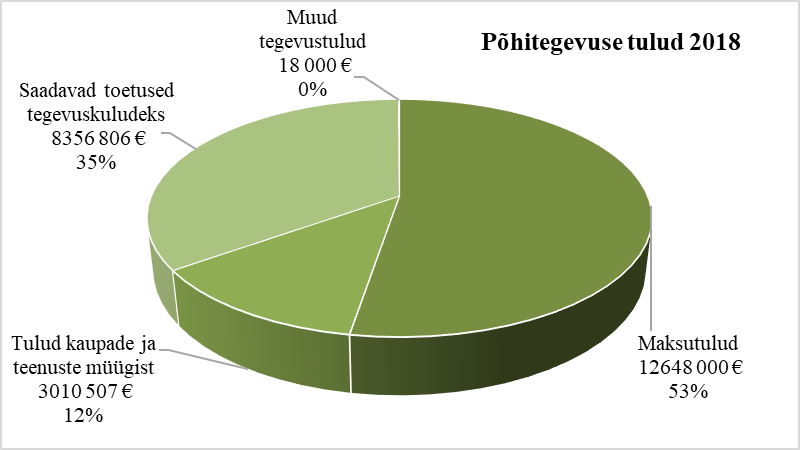 Põhitegevuse tulud 2018
Muud
tegevustulud
18 000 €
0%
Saadavad toetused
tegevuskuludeks
8356 806 €
35%
Tulud kaupade ja
teenuste müügist
3010 507 €
12%
Maksutulud
12648 000 €
53%